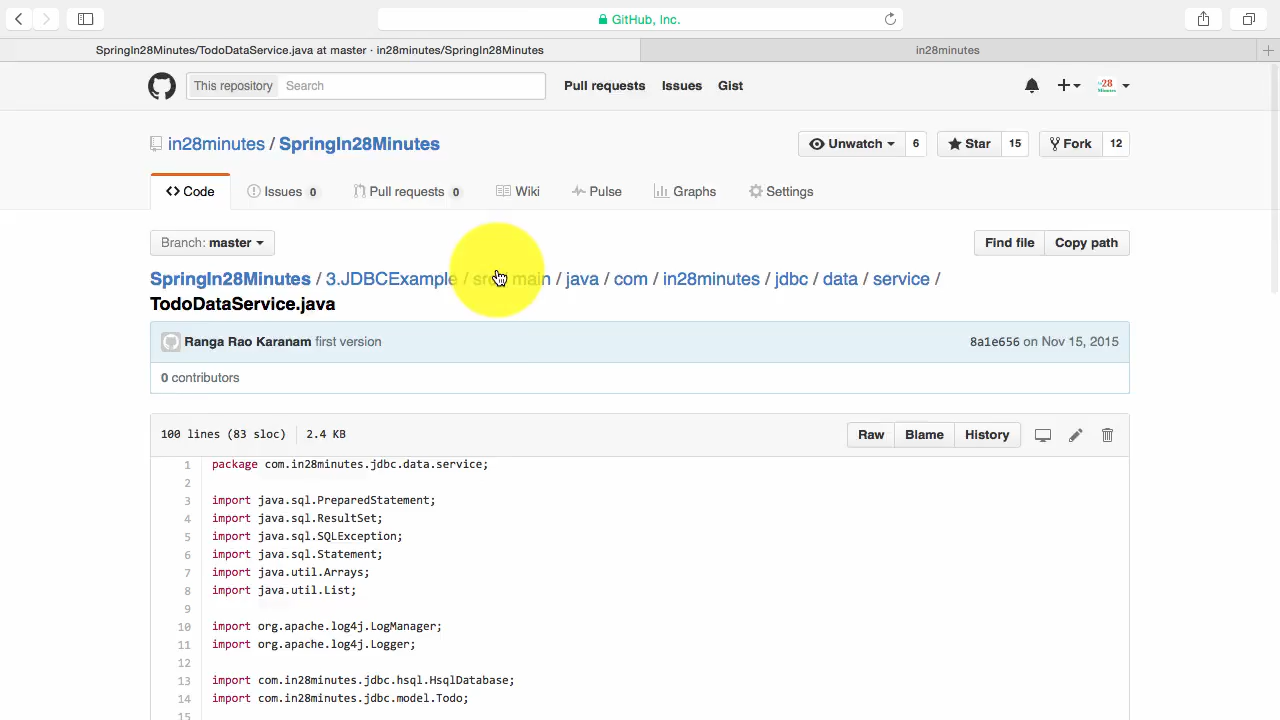 GitHub, Inc.
SpringIn28Minutes/TodoDataService.java at master · in28minutes/SpringIn28Minutes
in28minutes
This repository Search Pull requests Issues Gist
in28minutes / SpringIn28Minutes Unwatch 6 Star 15 Fork 12
Code Issues 0 Pull requests 0 Wiki Pulse Graphs Settings
Branch: master Find file Copy path
SpringIn28Minutes / 3.JDBCExample / src / main / java / com / in28minutes / jdbc / data / service /
TodoDataService.java
Ranga Rao Karanam first version 8a1e656 on Nov 15, 2015
0 contributors
100 lines (83 sloc) 2.4 KB Raw Blame History
1 package com.in28minutes.jdbc.data.service;
2
3 import java.sql.PreparedStatement;
4 import java.sql.ResultSet;
5 import java.sql.SQLException;
6 import java.sql.Statement;
7 import java.util.Arrays;
8 import java.util.List;
9
10 import org.apache.log4j.LogManager;
11 import org.apache.log4j.Logger;
12
13 import com.in28minutes.jdbc.hsql.HsqlDatabase;
14 import com.in28minutes.jdbc.model.Todo;
15